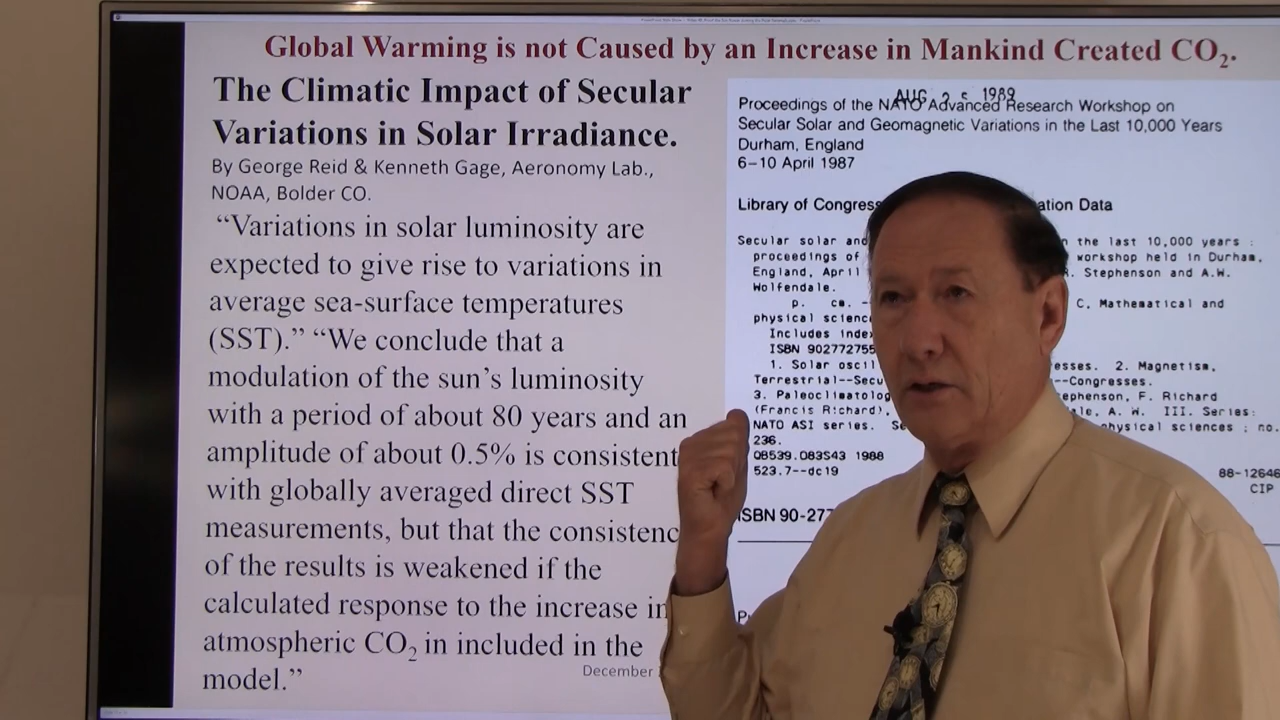 Global Warming is not Caused by an Increase in Mankind Created CO₂.
The Climatic Impact of Secular
Variations in Solar Irradiance.
By George Reid & Kenneth Gage, Aeronomy Lab.,
NOAA, Bolder CO.
“Variations in solar luminosity are
expected to give rise to variations in
average sea-surface temperatures
(SST).” “We conclude that a
modulation of the sun’s luminosity
with a period of about 80 years and an
amplitude of about 0.5% is consistent
with globally averaged direct SST
measurements, but that the consistenc
of the results is weakened if the
calculated response to the increase in
atmospheric CO₂ in included in the
model.”
December
AUG 25 1989
Proceedings of the NATO Advanced Research Workshop on
Secular Solar and Geomagnetic Variations in the Last 10,000 Years
Durham, England
6–10 April 1987
Library of Congress ation Data
Secular solar and n the last 10,000 years :
proceedings of workshop held in Durham,
England, April R. Stephenson and A.W.
Wolfendale.
p. cm. – C, Mathematical and
physical science
Includes index
ISBN 902772755
1. Solar oscil esses. 2. Magnetism,
Terrestrial--Secu --Congresses.
3. Paleoclimatolog ephenson, F. Richard
(Francis Richard), ale, A. W. III. Series:
NATO ASI series. Se physical sciences ; no.
236.
QB539.O83S43 1988
523.7--dc19 88-12646
CIP
ISBN 90-277